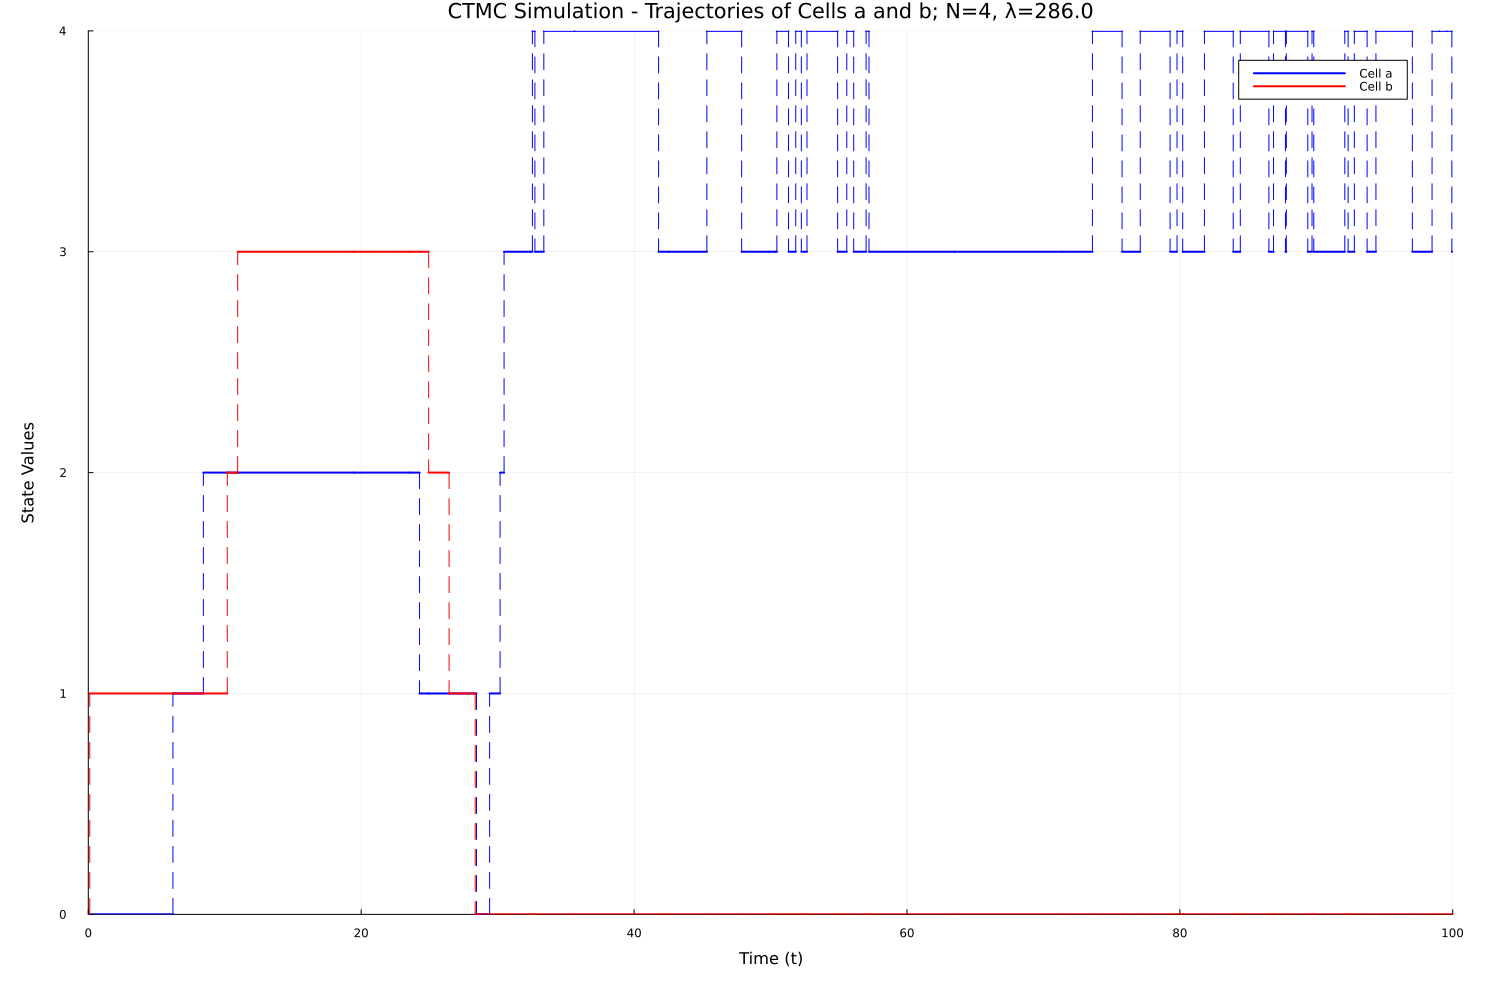 CTMC Simulation - Trajectories of Cells a and b; N=4, λ=286.0
4
Cell a
Cell b
3
State Values
2
1
0
0 20 40 60 80 100
Time (t)